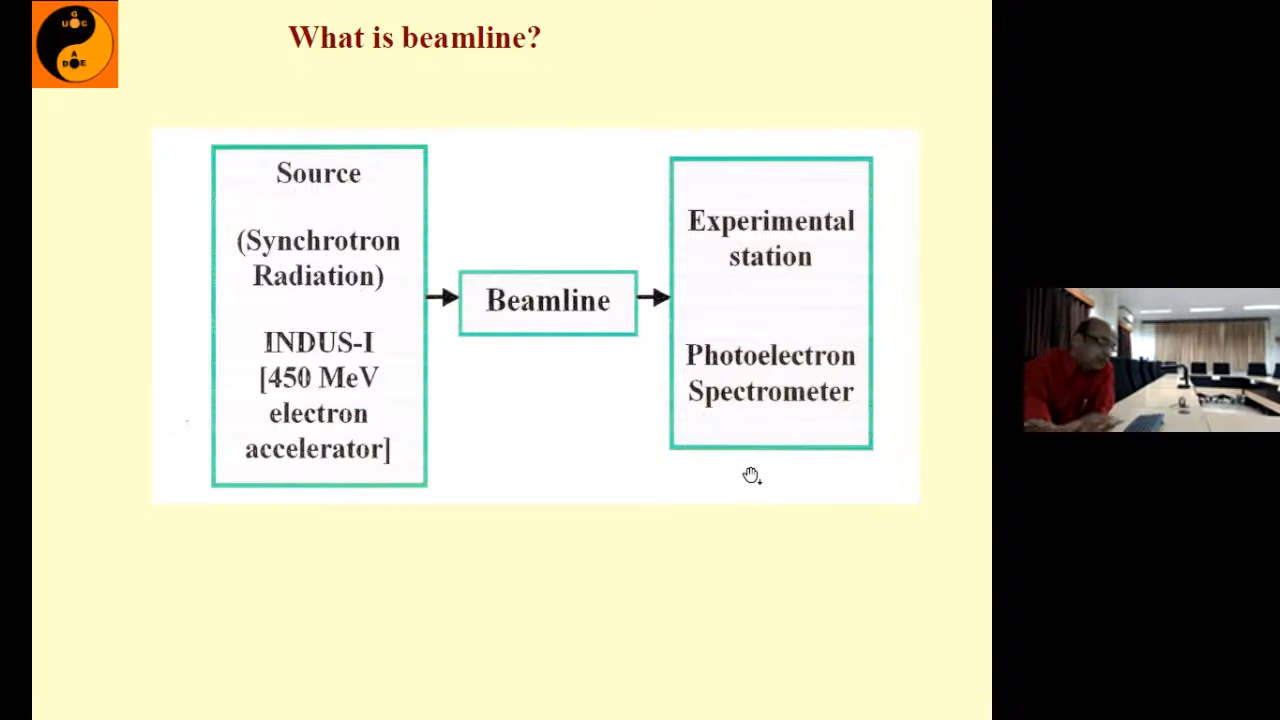 G
U G C
A
D E
What is beamline?
Source
(Synchrotron
Radiation)
INDUS-I
[450 MeV
electron
accelerator]
Beamline
Experimental
station
Photoelectron
Spectrometer